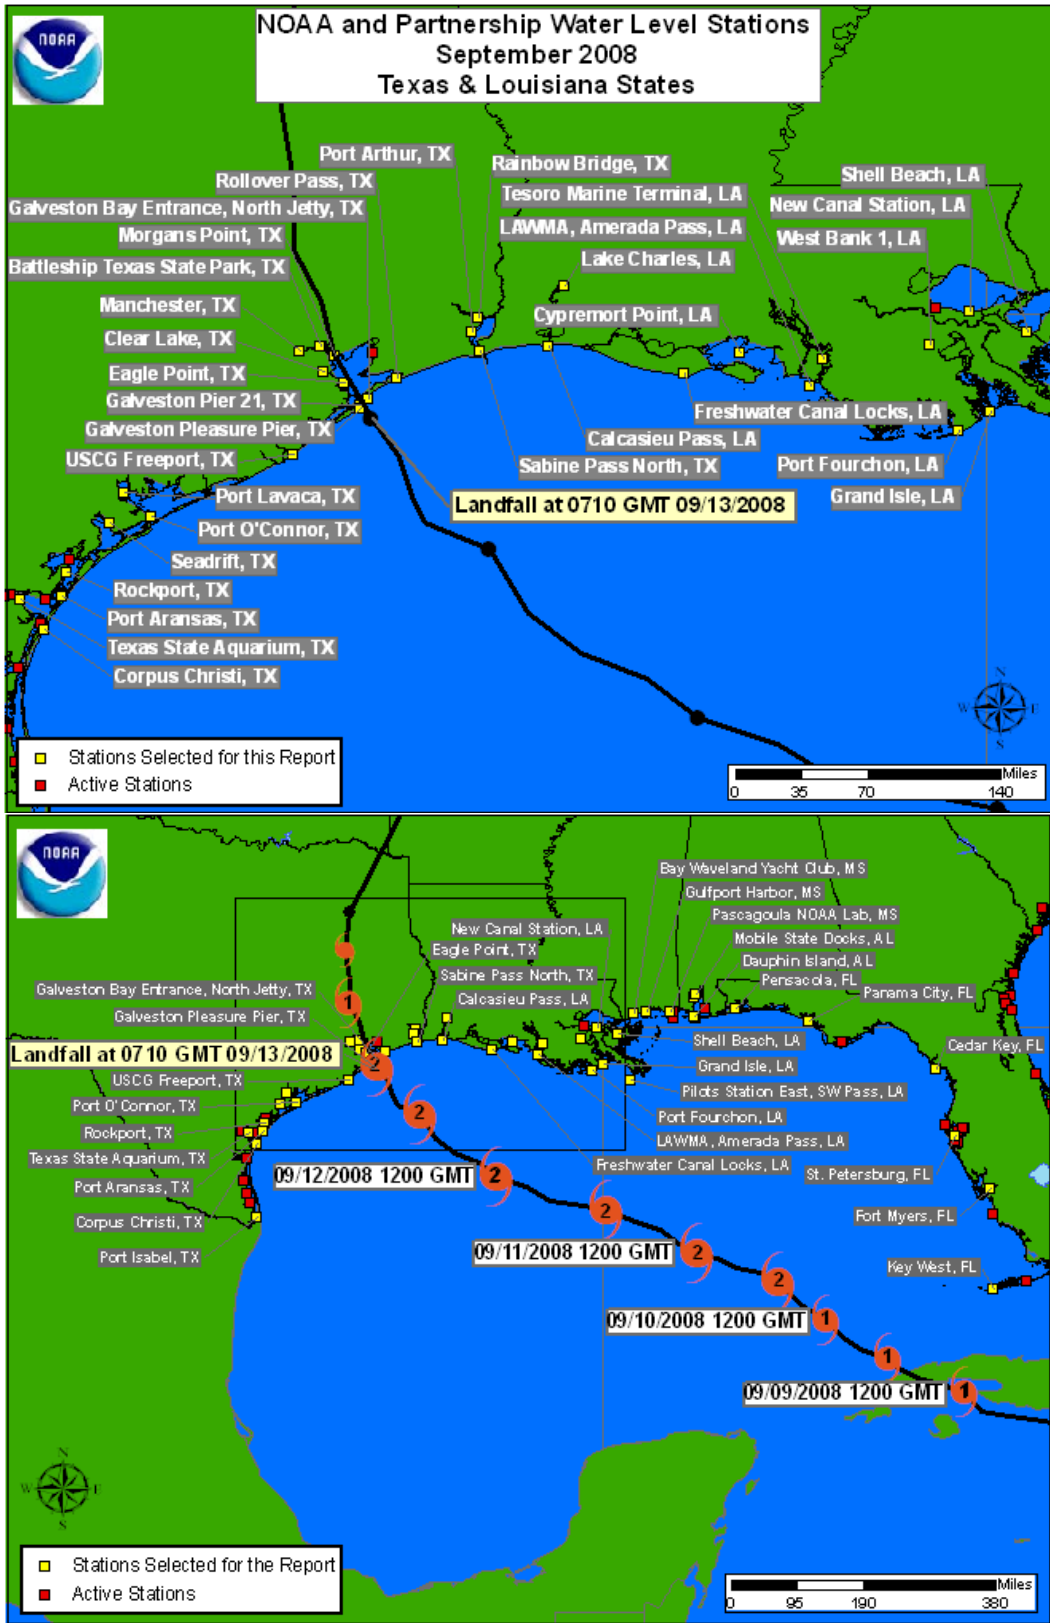 NOAA
NOAA and Partnership Water Level Stations
September 2008
Texas & Louisiana States
Port Arthur, TX
Rainbow Bridge, TX
Shell Beach, LA
Rollover Pass, TX
Tesoro Marine Terminal, LA
Galveston Bay Entrance, North Jetty, TX
New Canal Station, LA
Morgans Point, TX
LAWMA, Amerada Pass, LA
West Bank 1, LA
Battleship Texas State Park, TX
Lake Charles, LA
Manchester, TX
Cypremort Point, LA
Clear Lake, TX
Eagle Point, TX
Galveston Pier 21, TX
Freshwater Canal Locks, LA
Galveston Pleasure Pier, TX
Calcasieu Pass, LA
USCG Freeport, TX
Sabine Pass North, TX
Port Fourchon, LA
Port Lavaca, TX
Grand Isle, LA
Landfall at 0710 GMT 09/13/2008
Port O'Connor, TX
Seadrift, TX
Rockport, TX
Port Aransas, TX
Texas State Aquarium, TX
Corpus Christi, TX
N
W E
S
Stations Selected for this Report
Active Stations
Miles
0 35 70 140
NOAA
Bay Waveland Yacht Club, MS
Gulfport Harbor, MS
Pascagoula NOAA Lab, MS
New Canal Station, LA
Mobile State Docks, AL
Eagle Point, TX
Dauphin Island, AL
Sabine Pass North, TX
Pensacola, FL
Galveston Bay Entrance, North Jetty, TX
Calcasieu Pass, LA
Panama City, FL
1
Galveston Pleasure Pier, TX
Shell Beach, LA
Cedar Key, FL
Landfall at 0710 GMT 09/13/2008
2
Grand Isle, LA
USCG Freeport, TX
Pilots Station East, SW Pass, LA
Port O'Connor, TX
2
Port Fourchon, LA
Rockport, TX
LAWMA, Amerada Pass, LA
Texas State Aquarium, TX
Freshwater Canal Locks, LA
St. Petersburg, FL
09/12/2008 1200 GMT
2
Port Aransas, TX
2
Fort Myers, FL
Corpus Christi, TX
Port Isabel, TX
09/11/2008 1200 GMT
2
Key West, FL
2
09/10/2008 1200 GMT
1
1
09/09/2008 1200 GMT
1
N
W E
S
Stations Selected for the Report
Active Stations
Miles
0 95 190 380